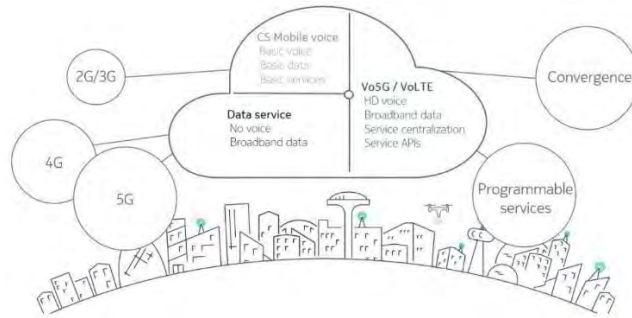 CS Mobile voice
Basic voice
Basic data
Basic services
2G/3G
Convergence
Vo5G / VoLTE
HD voice
Broadband data
Service centralization
Service APIs
Data service
No voice
Broadband data
4G
5G
Programmable
services